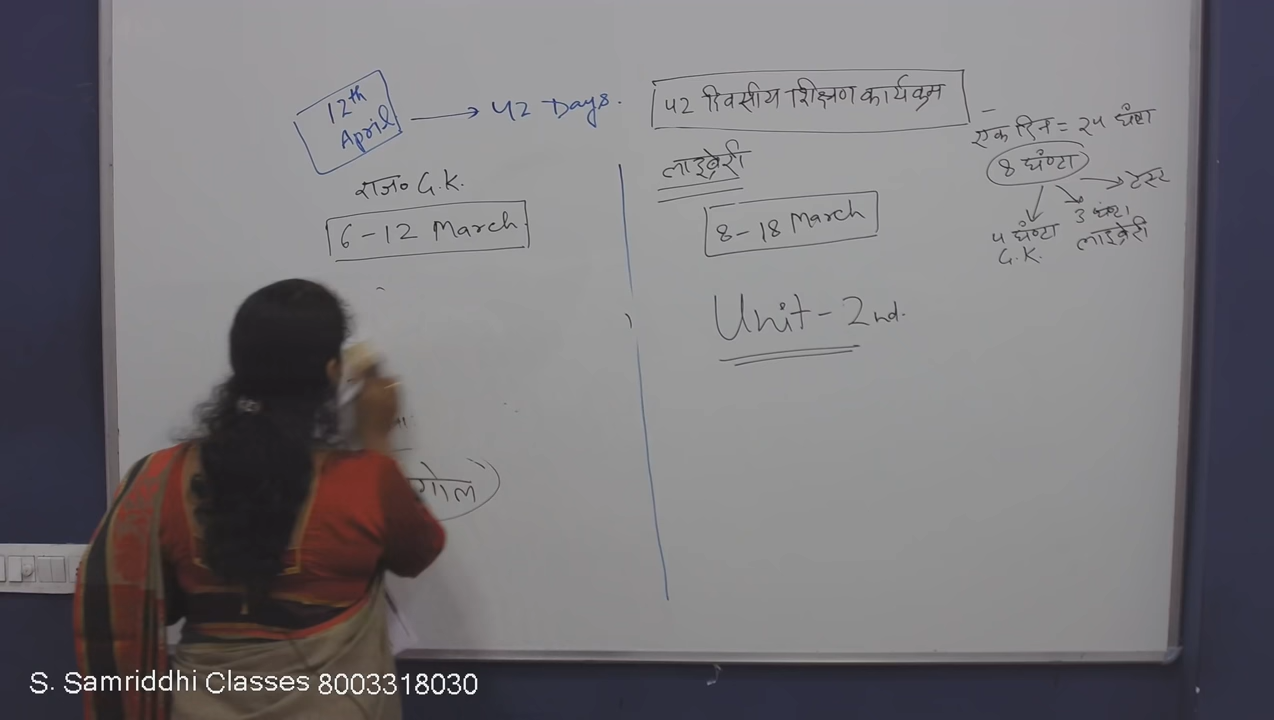 12th April → 42 Days.
42 दिवसीय शिक्षण कार्यक्रम
राज० G.K.
6-12 March
गोल
लाइब्रेरी
8-18 March
Unit-2nd.
एक दिन = 24 घंटा
8 घंण्टा
टेस्ट
3 घंटा लाइब्रेरी
4 घंण्टा G.K.
S. Samriddhi Classes 8003318030